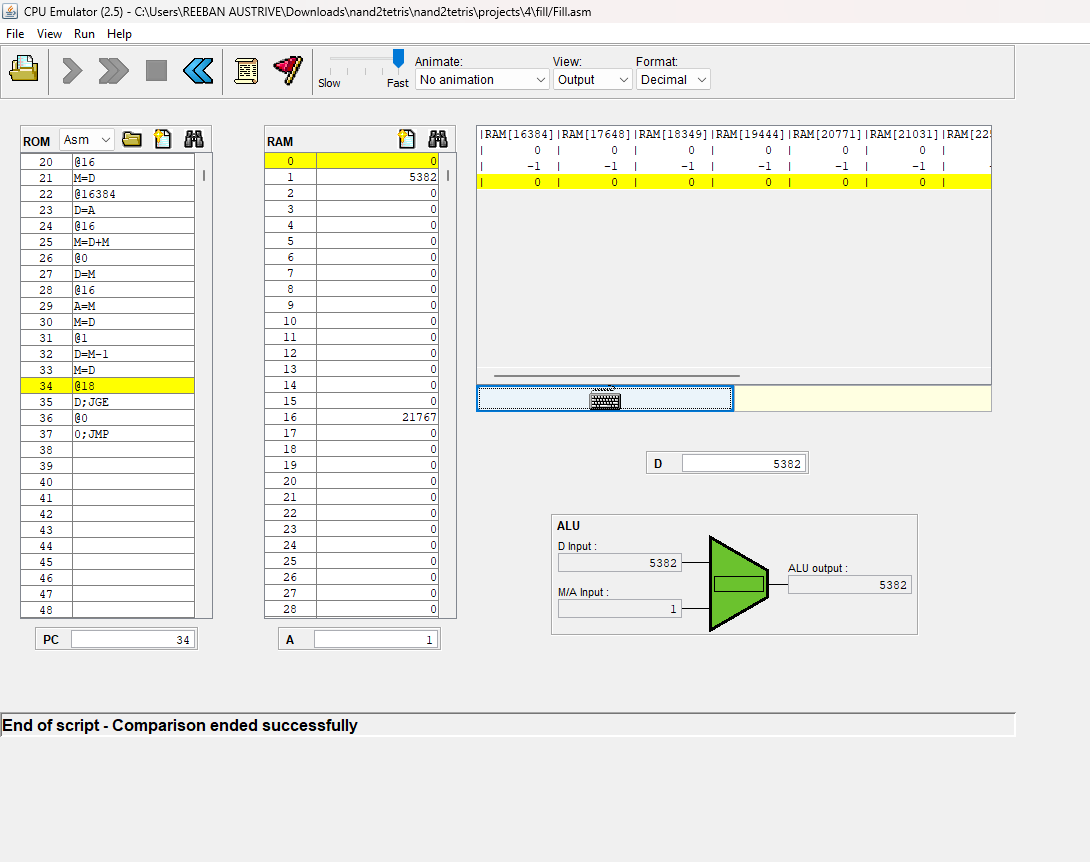 CPU Emulator (2.5) - C:\Users\REEBAN AUSTRIVE\Downloads\nand2tetris\nand2tetris\projects\4\fill/Fill.asm
File View Run Help
Slow Fast
Animate: View: Format:
No animation Output Decimal
ROM Asm
20 @16
21 M=D
22 @16384
23 D=A
24 @16
25 M=D+M
26 @0
27 D=M
28 @16
29 A=M
30 M=D
31 @1
32 D=M-1
33 M=D
34 @18
35 D;JGE
36 @0
37 0;JMP
38
39
40
41
42
43
44
45
46
47
48
PC 34
RAM
0 0
1 5382
2 0
3 0
4 0
5 0
6 0
7 0
8 0
9 0
10 0
11 0
12 0
13 0
14 0
15 0
16 21767
17 0
18 0
19 0
20 0
21 0
22 0
23 0
24 0
25 0
26 0
27 0
28 0
A 1
|RAM[16384]|RAM[17648]|RAM[18349]|RAM[19444]|RAM[20771]|RAM[21031]|RAM[225
| 0 | 0 | 0 | 0 | 0 | 0 |
| -1 | -1 | -1 | -1 | -1 | -1 | -
| 0 | 0 | 0 | 0 | 0 | 0 |
D 5382
ALU
D Input :
5382
M/A Input :
1
ALU output :
5382
End of script - Comparison ended successfully